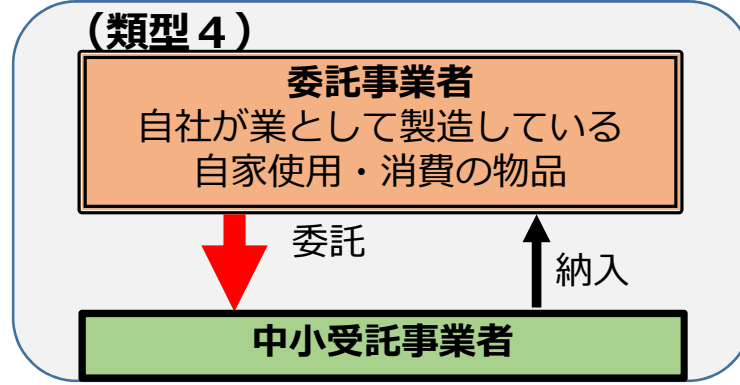 （類型４）
委託事業者
自社が業として製造している
自家使用・消費の物品
委託
納入
中小受託事業者